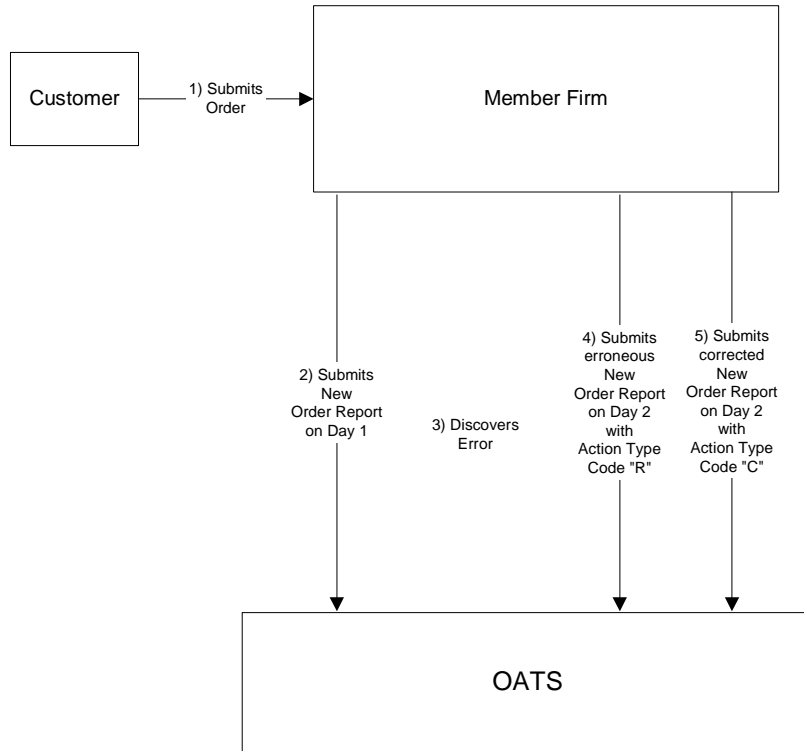 Customer
1) Submits
Order
Member Firm
2) Submits
New
Order Report
on Day 1
3) Discovers
Error
4) Submits
erroneous
New
Order Report
on Day 2
with
Action Type
Code "R"
5) Submits
corrected
New
Order Report
on Day 2
with
Action Type
Code "C"
OATS